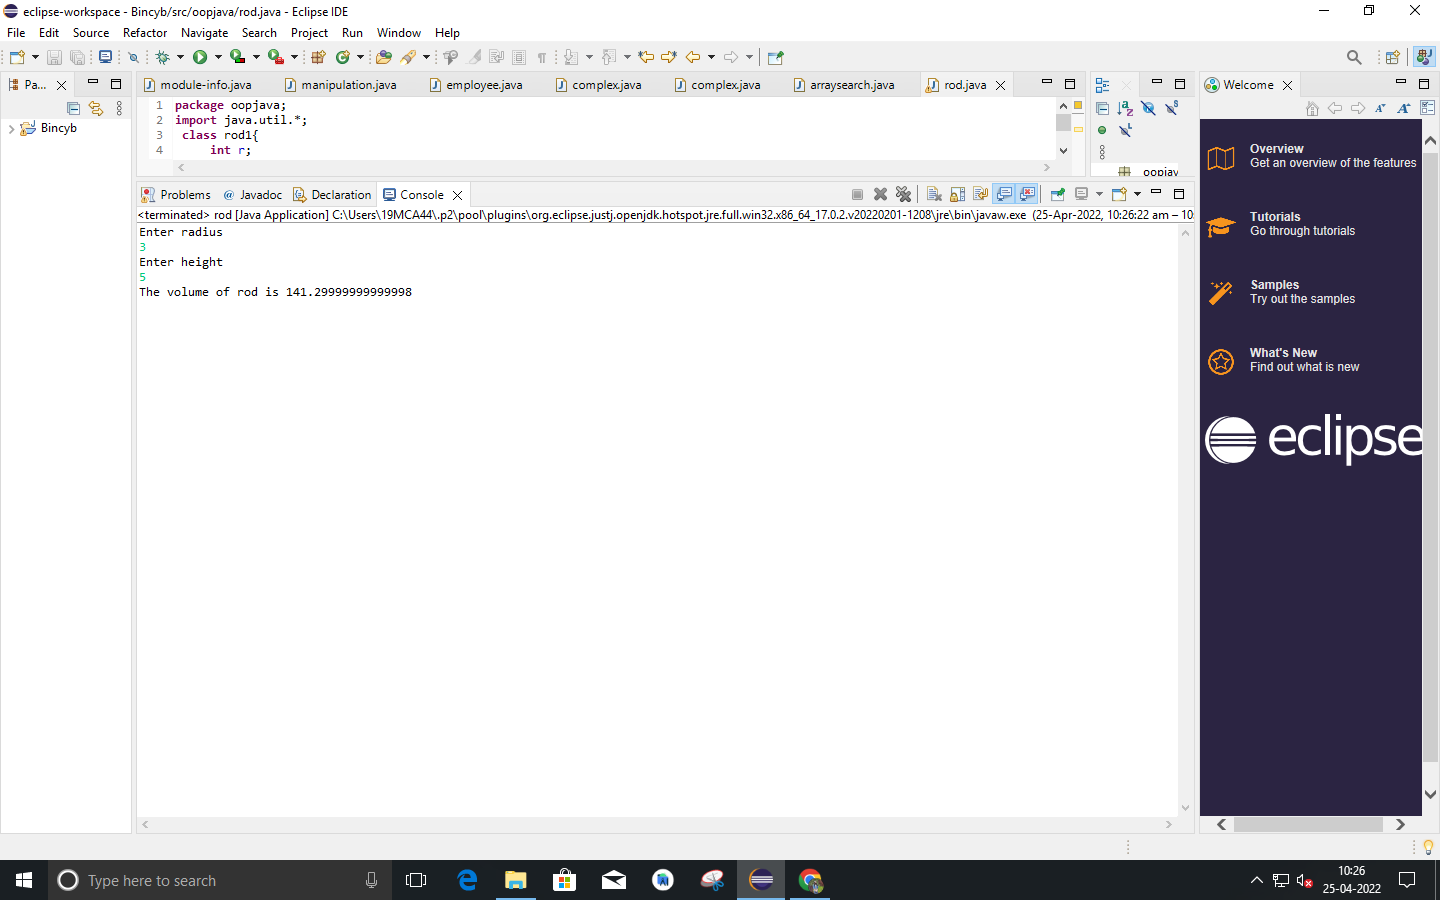 eclipse-workspace - Bincyb/src/oopjava/rod.java - Eclipse IDE
File Edit Source Refactor Navigate Search Project Run Window Help
Pa...
module-info.java manipulation.java employee.java complex.java complex.java arraysearch.java rod.java
Welcome
Bincyb
1 package oopjava;
2 import java.util.*;
3 class rod1{
4 int r;
Problems @ Javadoc Declaration Console
<terminated> rod [Java Application] C:\Users\19MCA44\.p2\pool\plugins\org.eclipse.justj.openjdk.hotspot.jre.full.win32.x86_64_17.0.2.v20220201-1208\jre\bin\javaw.exe (25-Apr-2022, 10:26:22 am – 10
Enter radius
3
Enter height
5
The volume of rod is 141.29999999999998
Overview
Get an overview of the features
Tutorials
Go through tutorials
Samples
Try out the samples
What's New
Find out what is new
eclipse
Type here to search
10:26
25-04-2022